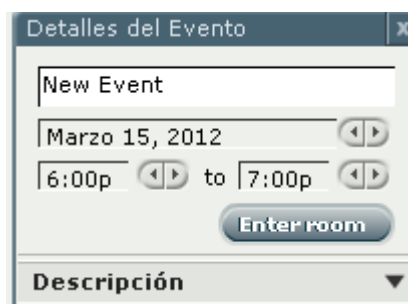 Detalles del Evento x
New Event
Marzo 15, 2012
6:00p to 7:00p
Enter room
Descripción